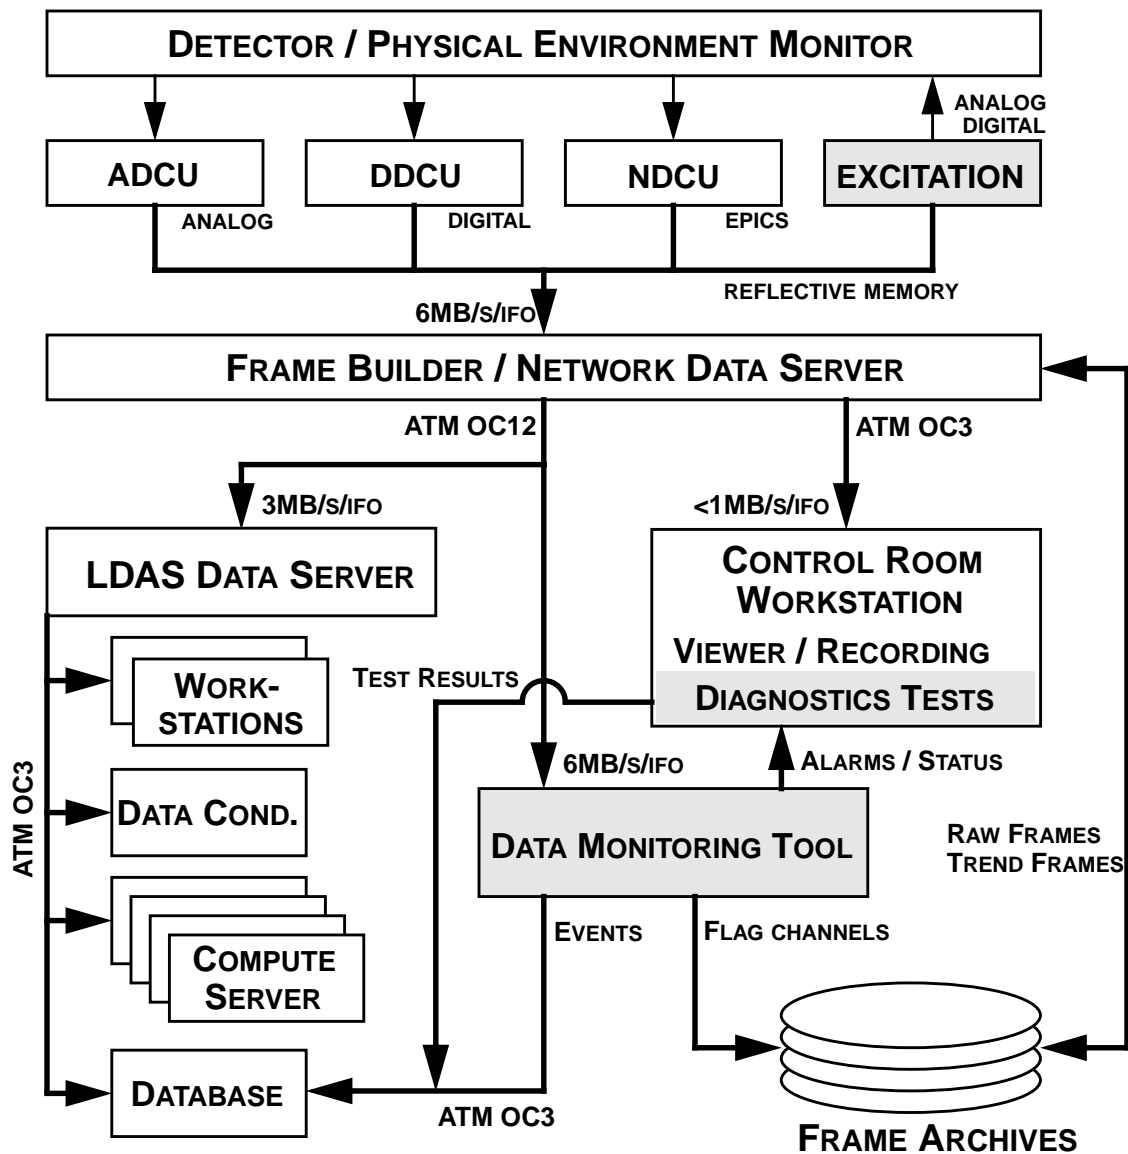 DETECTOR / PHYSICAL ENVIRONMENT MONITOR
ANALOG
DIGITAL
ADCU
DDCU
NDCU
EXCITATION
ANALOG
DIGITAL
EPICS
REFLECTIVE MEMORY
6MB/S/IFO
FRAME BUILDER / NETWORK DATA SERVER
ATM OC12
ATM OC3
3MB/S/IFO
<1MB/S/IFO
LDAS DATA SERVER
CONTROL ROOM
WORKSTATION
VIEWER / RECORDING
DIAGNOSTICS TESTS
TEST RESULTS
WORK-
STATIONS
6MB/S/IFO
ALARMS / STATUS
ATM OC3
DATA COND.
DATA MONITORING TOOL
RAW FRAMES
TREND FRAMES
EVENTS
FLAG CHANNELS
COMPUTE
SERVER
DATABASE
ATM OC3
FRAME ARCHIVES